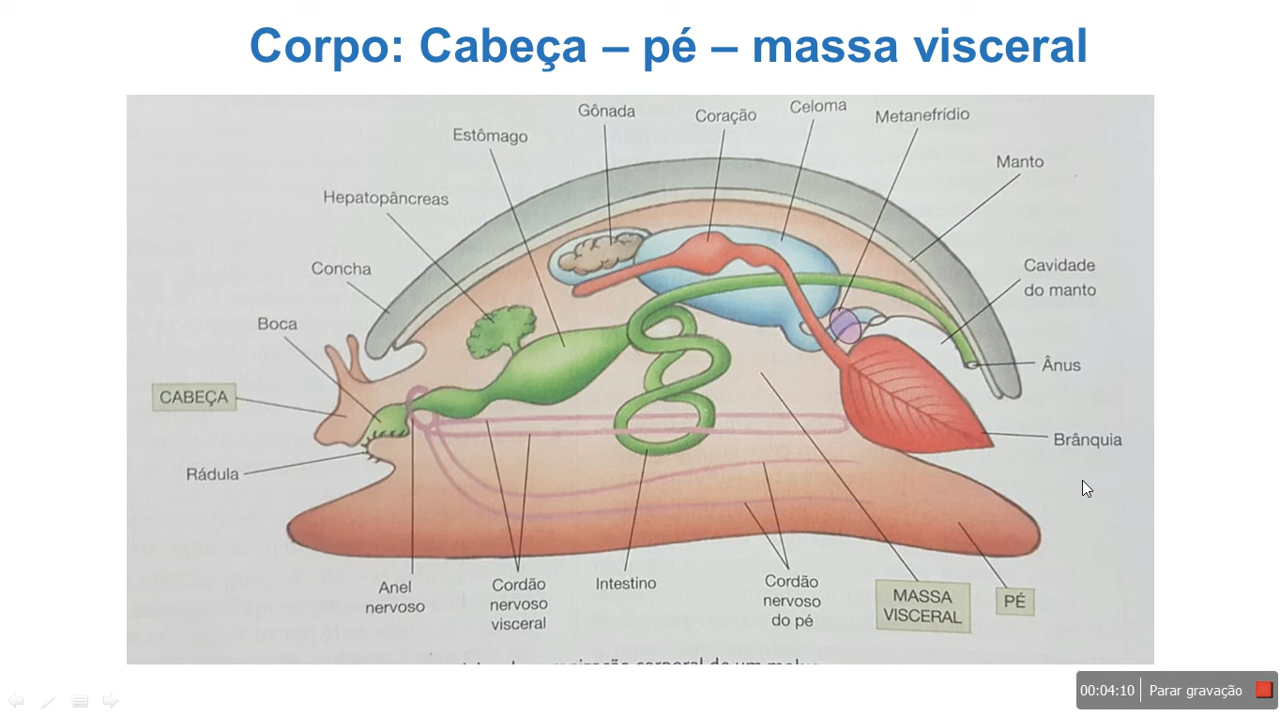 Corpo: Cabeça – pé – massa visceral
Gônada
Coração
Celoma
Metanefrídio
Estômago
Manto
Hepatopâncreas
Concha
Cavidade
do manto
Boca
Ânus
CABEÇA
Brânquia
Rádula
Anel
nervoso
Cordão
nervoso
visceral
Intestino
Cordão
nervoso
do pé
MASSA
VISCERAL
PÉ
00:04:10
Parar gravação